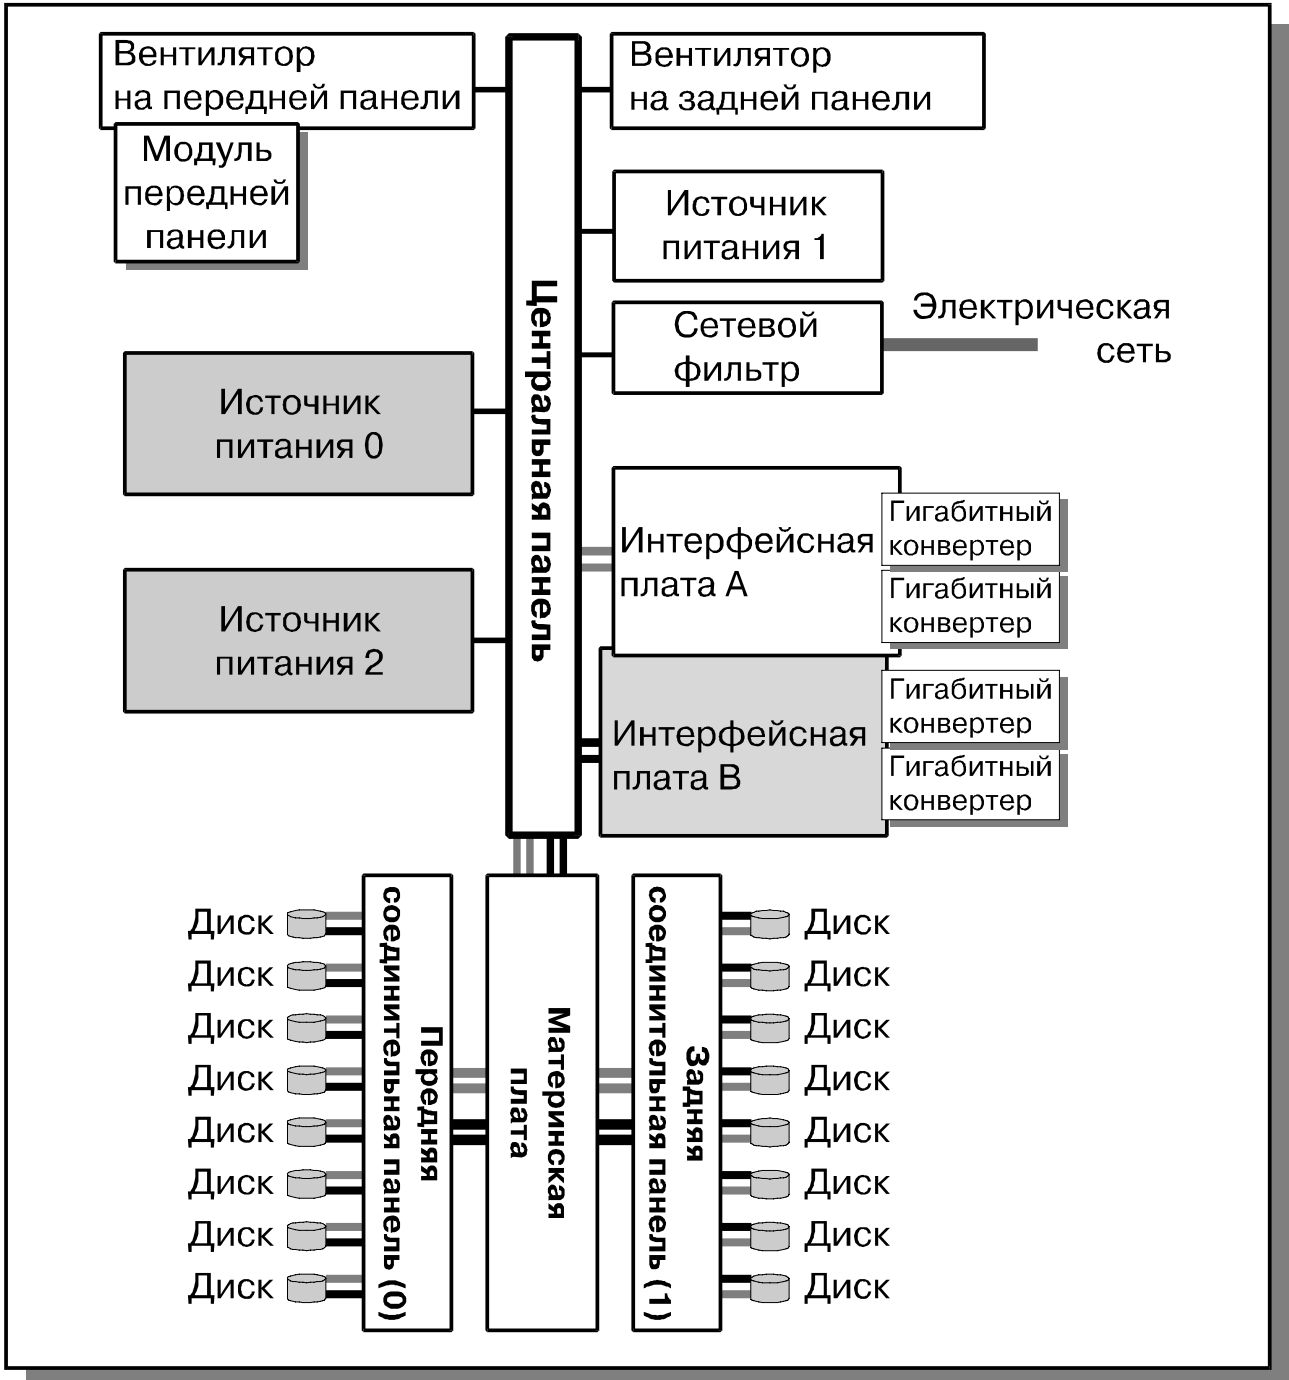 Вентилятор
на передней панели
Вентилятор
на задней панели
Модуль
передней
панели
Источник
питания 1
Сетевой
фильтр
Электрическая
сеть
Центральная панель
Источник
питания 0
Источник
питания 2
Интерфейсная
плата A
Гигабитный
конвертер
Гигабитный
конвертер
Интерфейсная
плата B
Гигабитный
конвертер
Гигабитный
конвертер
Диск
Диск
Диск
Диск
Диск
Диск
Диск
Диск
Передняя
соединительная панель (0)
Материнская
плата
Задняя
соединительная панель (1)
Диск
Диск
Диск
Диск
Диск
Диск
Диск
Диск